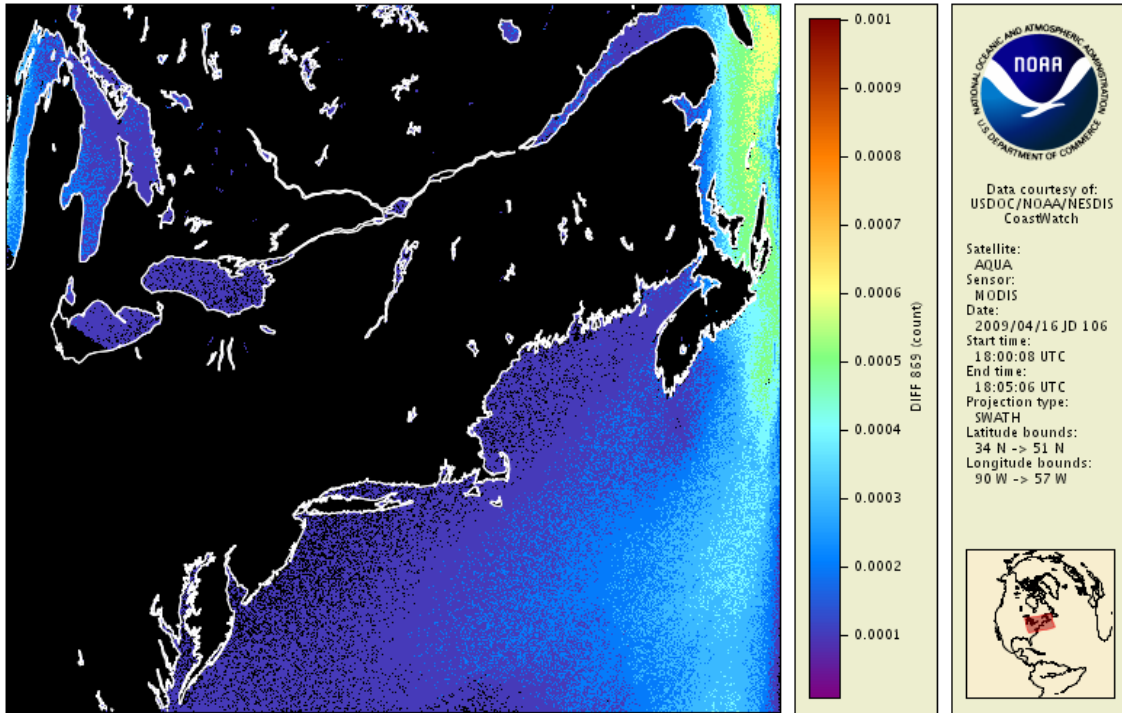 0.001
0.0009
0.0008
0.0007
0.0006
0.0005
0.0004
0.0003
0.0002
0.0001
DIFF 869 (count)
NATIONAL OCEANIC AND ATMOSPHERIC ADMINISTRATION
NOAA
U.S. DEPARTMENT OF COMMERCE
Data courtesy of:
USDOC/NOAA/NESDIS
CoastWatch
Satellite:
AQUA
Sensor:
MODIS
Date:
2009/04/16 JD 106
Start time:
18:00:08 UTC
End time:
18:05:06 UTC
Projection type:
SWATH
Latitude bounds:
34 N -> 51 N
Longitude bounds:
90 W -> 57 W